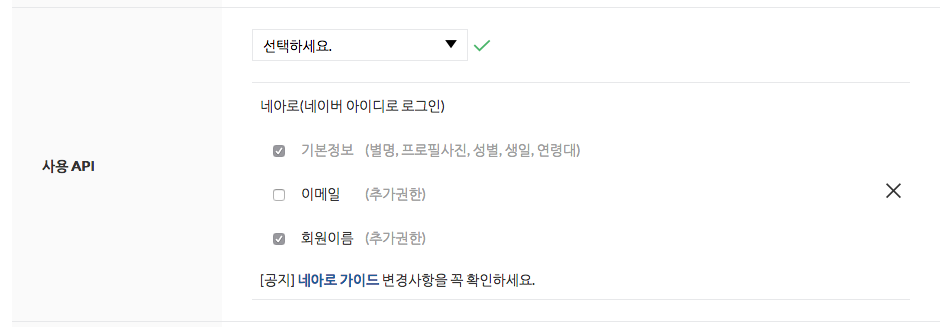 선택하세요.
네아로(네이버 아이디로 로그인)
기본정보 (별명, 프로필사진, 성별, 생일, 연령대)
사용 API
이메일 (추가권한)
회원이름 (추가권한)
[공지] 네아로 가이드 변경사항을 꼭 확인하세요.